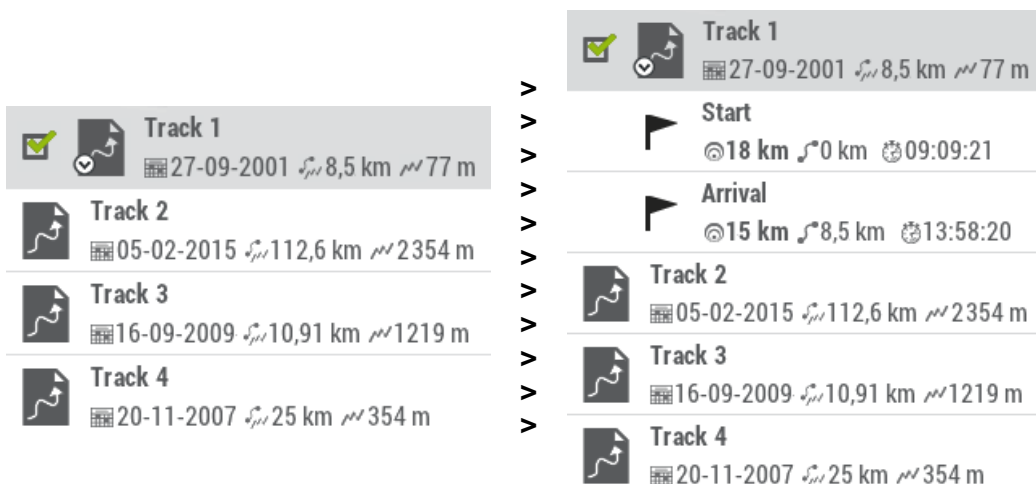 Track 1
27-09-2001 8,5 km 77 m
Track 2
05-02-2015 112,6 km 2354 m
Track 3
16-09-2009 10,91 km 1219 m
Track 4
20-11-2007 25 km 354 m
>
>
>
>
>
>
>
>
>
>
>
Track 1
27-09-2001 8,5 km 77 m
Start
18 km 0 km 09:09:21
Arrival
15 km 8,5 km 13:58:20
Track 2
05-02-2015 112,6 km 2354 m
Track 3
16-09-2009 10,91 km 1219 m
Track 4
20-11-2007 25 km 354 m